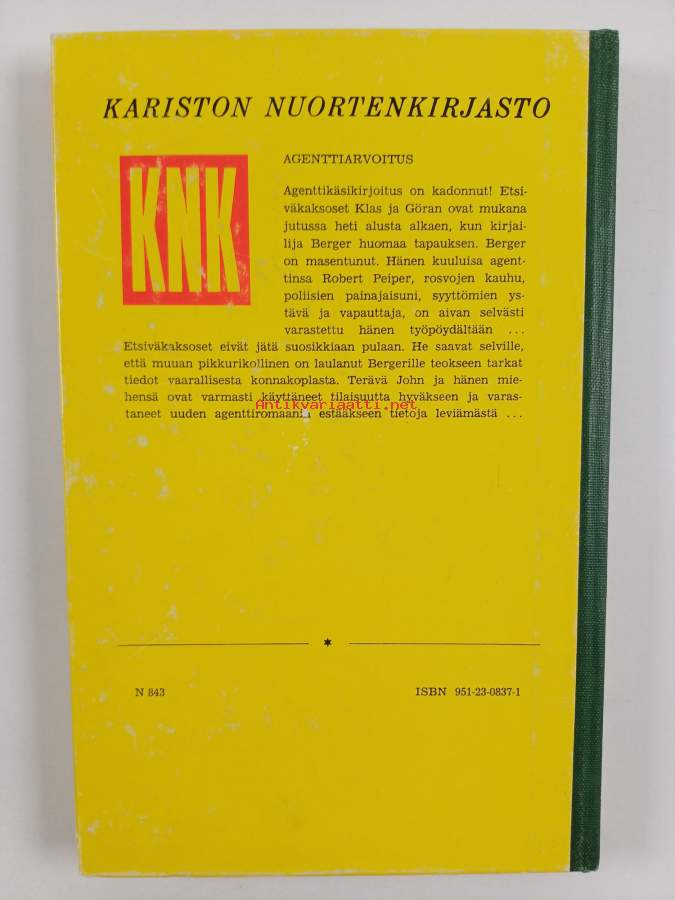 KARISTON NUORTENKIRJASTO
KNK
AGENTTIARVOITUS
Agenttikäsikirjoitus on kadonnut! Etsi-
väkaksoset Klas ja Göran ovat mukana
jutussa heti alusta alkaen, kun kirjai-
lija Berger huomaa tapauksen. Berger
on masentunut. Hänen kuuluisa agent-
tinsa Robert Peiper, rosvojen kauhu,
poliisien painajaisuni, syyttömien ys-
tävä ja vapauttaja, on aivan selvästi
varastettu hänen työpöydältään ...
Etsiväkaksoset eivät jätä suosikkiaan pulaan. He saavat selville,
että muuan pikkurikollinen on laulanut Bergerille teokseen tarkat
tiedot vaarallisesta konnakoplasta. Terävä John ja hänen mie-
hensä ovat varmasti käyttäneet tilaisuutta hyväkseen ja varas-
taneet uuden agenttiromaanin estääkseen tietoja leviämästä ...
Antikvariaatti.net
N 843
ISBN 951-23-0837-1